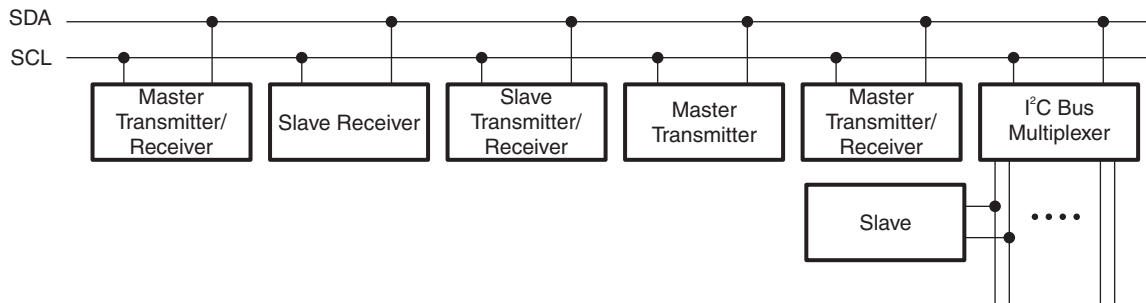 SDA
SCL
Master
Transmitter/
Receiver
Slave Receiver
Slave
Transmitter/
Receiver
Master
Transmitter
Master
Transmitter/
Receiver
I²C Bus
Multiplexer
Slave